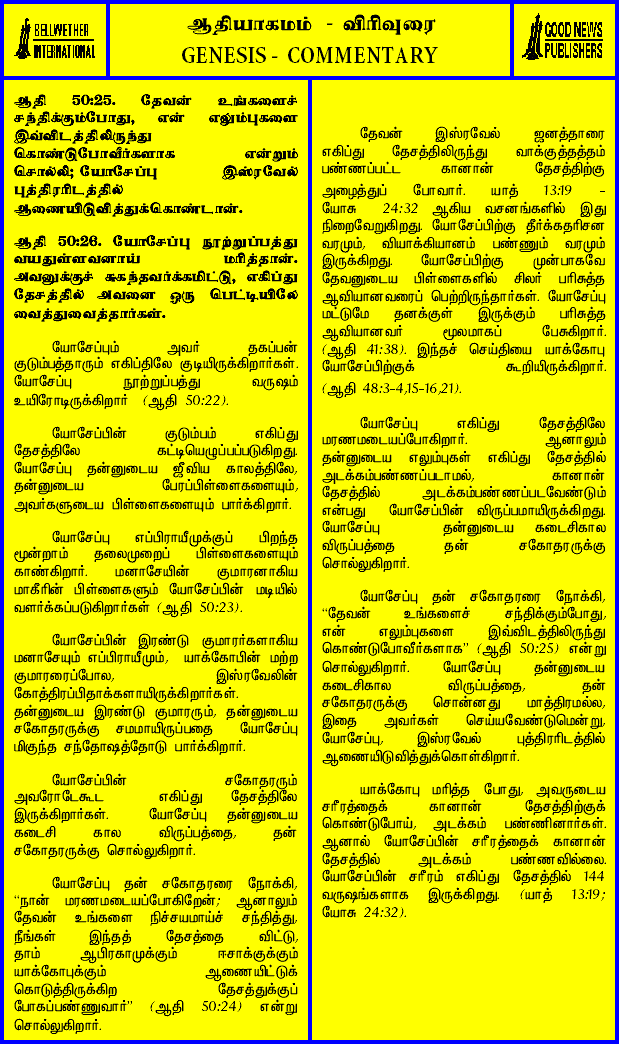 BELLWETHER
INTERNATIONAL
ஆதியாகமம் - விரிவுரை
GENESIS - COMMENTARY
GOOD NEWS
PUBLISHERS
ஆதி 50:25. தேவன் உங்களைச்
சந்திக்கும்போது, என் எலும்புகளை
இவ்விடத்திலிருந்து
கொண்டுபோவீர்களாக என்றும்
சொல்லி; யோசேப்பு இஸ்ரவேல்
புத்திரரிடத்தில்
ஆணையிடுவித்துக்கொண்டான்.
ஆதி 50:26. யோசேப்பு நூற்றுப்பத்து
வயதுள்ளவனாய் மரித்தான்.
அவனுக்குச் சுகந்தவர்க்கமிட்டு, எகிப்து
தேசத்தில் அவனை ஒரு பெட்டியிலே
வைத்துவைத்தார்கள்.
யோசேப்பும் அவர் தகப்பன்
குடும்பத்தாரும் எகிப்திலே குடியிருக்கிறார்கள்.
யோசேப்பு நூற்றுப்பத்து வருஷம்
உயிரோடிருக்கிறார் (ஆதி 50:22).
யோசேப்பின் குடும்பம் எகிப்து
தேசத்திலே கட்டியெழுப்பப்படுகிறது.
யோசேப்பு தன்னுடைய ஜீவிய காலத்திலே,
தன்னுடைய பேரப்பிள்ளைகளையும்,
அவர்களுடைய பிள்ளைகளையும் பார்க்கிறார்.
யோசேப்பு எப்பிராயீமுக்குப் பிறந்த
மூன்றாம் தலைமுறைப் பிள்ளைகளையும்
காண்கிறார். மனாசேயின் குமாரனாகிய
மாகீரின் பிள்ளைகளும் யோசேப்பின் மடியில்
வளர்க்கப்படுகிறார்கள் (ஆதி 50:23).
யோசேப்பின் இரண்டு குமாரர்களாகிய
மனாசேயும் எப்பிராயீமும், யாக்கோபின் மற்ற
குமாரரைப்போல, இஸ்ரவேலின்
கோத்திரப்பிதாக்களாயிருக்கிறார்கள்.
தன்னுடைய இரண்டு குமாரரும், தன்னுடைய
சகோதரருக்கு சமமாயிருப்பதை யோசேப்பு
மிகுந்த சந்தோஷத்தோடு பார்க்கிறார்.
யோசேப்பின் சகோதரரும்
அவரோடேகூட எகிப்து தேசத்திலே
இருக்கிறார்கள். யோசேப்பு தன்னுடைய
கடைசி கால விருப்பத்தை, தன்
சகோதரருக்கு சொல்லுகிறார்.
யோசேப்பு தன் சகோதரரை நோக்கி,
“நான் மரணமடையப்போகிறேன்; ஆனாலும்
தேவன் உங்களை நிச்சயமாய்ச் சந்தித்து,
நீங்கள் இந்தத் தேசத்தை விட்டு,
தாம் ஆபிரகாமுக்கும் ஈசாக்குக்கும்
யாக்கோபுக்கும் ஆணையிட்டுக்
கொடுத்திருக்கிற தேசத்துக்குப்
போகப்பண்ணுவார்” (ஆதி 50:24) என்று
சொல்லுகிறார்.
தேவன் இஸ்ரவேல் ஜனத்தாரை
எகிப்து தேசத்திலிருந்து வாக்குத்தத்தம்
பண்ணப்பட்ட கானான் தேசத்திற்கு
அழைத்துப் போவார். யாத் 13:19 -
யோசு 24:32 ஆகிய வசனங்களில் இது
நிறைவேறுகிறது. யோசேப்பிற்கு தீர்க்கதரிசன
வரமும், வியாக்கியானம் பண்ணும் வரமும்
இருக்கிறது. யோசேப்பிற்கு முன்பாகவே
தேவனுடைய பிள்ளைகளில் சிலர் பரிசுத்த
ஆவியானவரைப் பெற்றிருந்தார்கள். யோசேப்பு
மட்டுமே தனக்குள் இருக்கும் பரிசுத்த
ஆவியானவர் மூலமாகப் பேசுகிறார்.
(ஆதி 41:38). இந்தச் செய்தியை யாக்கோபு
யோசேப்பிற்குக் கூறியிருக்கிறார்.
(ஆதி 48:3-4,15-16,21).
யோசேப்பு எகிப்து தேசத்திலே
மரணமடையப்போகிறார். ஆனாலும்
தன்னுடைய எலும்புகள் எகிப்து தேசத்தில்
அடக்கம்பண்ணப்படாமல், கானான்
தேசத்தில் அடக்கம்பண்ணப்படவேண்டும்
என்பது யோசேப்பின் விருப்பமாயிருக்கிறது.
யோசேப்பு தன்னுடைய கடைசிகால
விருப்பத்தை தன் சகோதரருக்கு
சொல்லுகிறார்.
யோசேப்பு தன் சகோதரரை நோக்கி,
“தேவன் உங்களைச் சந்திக்கும்போது,
என் எலும்புகளை இவ்விடத்திலிருந்து
கொண்டுபோவீர்களாக” (ஆதி 50:25) என்று
சொல்லுகிறார். யோசேப்பு தன்னுடைய
கடைசிகால விருப்பத்தை, தன்
சகோதரருக்கு சொன்னது மாத்திரமல்ல,
இதை அவர்கள் செய்யவேண்டுமென்று,
யோசேப்பு, இஸ்ரவேல் புத்திரரிடத்தில்
ஆணையிடுவித்துக்கொள்கிறார்.
யாக்கோபு மரித்த போது, அவருடைய
சரீரத்தைக் கானான் தேசத்திற்குக்
கொண்டுபோய், அடக்கம் பண்ணினார்கள்.
ஆனால் யோசேப்பின் சரீரத்தைக் கானான்
தேசத்தில் அடக்கம் பண்ணவில்லை.
யோசேப்பின் சரீரம் எகிப்து தேசத்தில் 144
வருஷங்களாக இருக்கிறது. (யாத் 13:19;
யோசு 24:32).